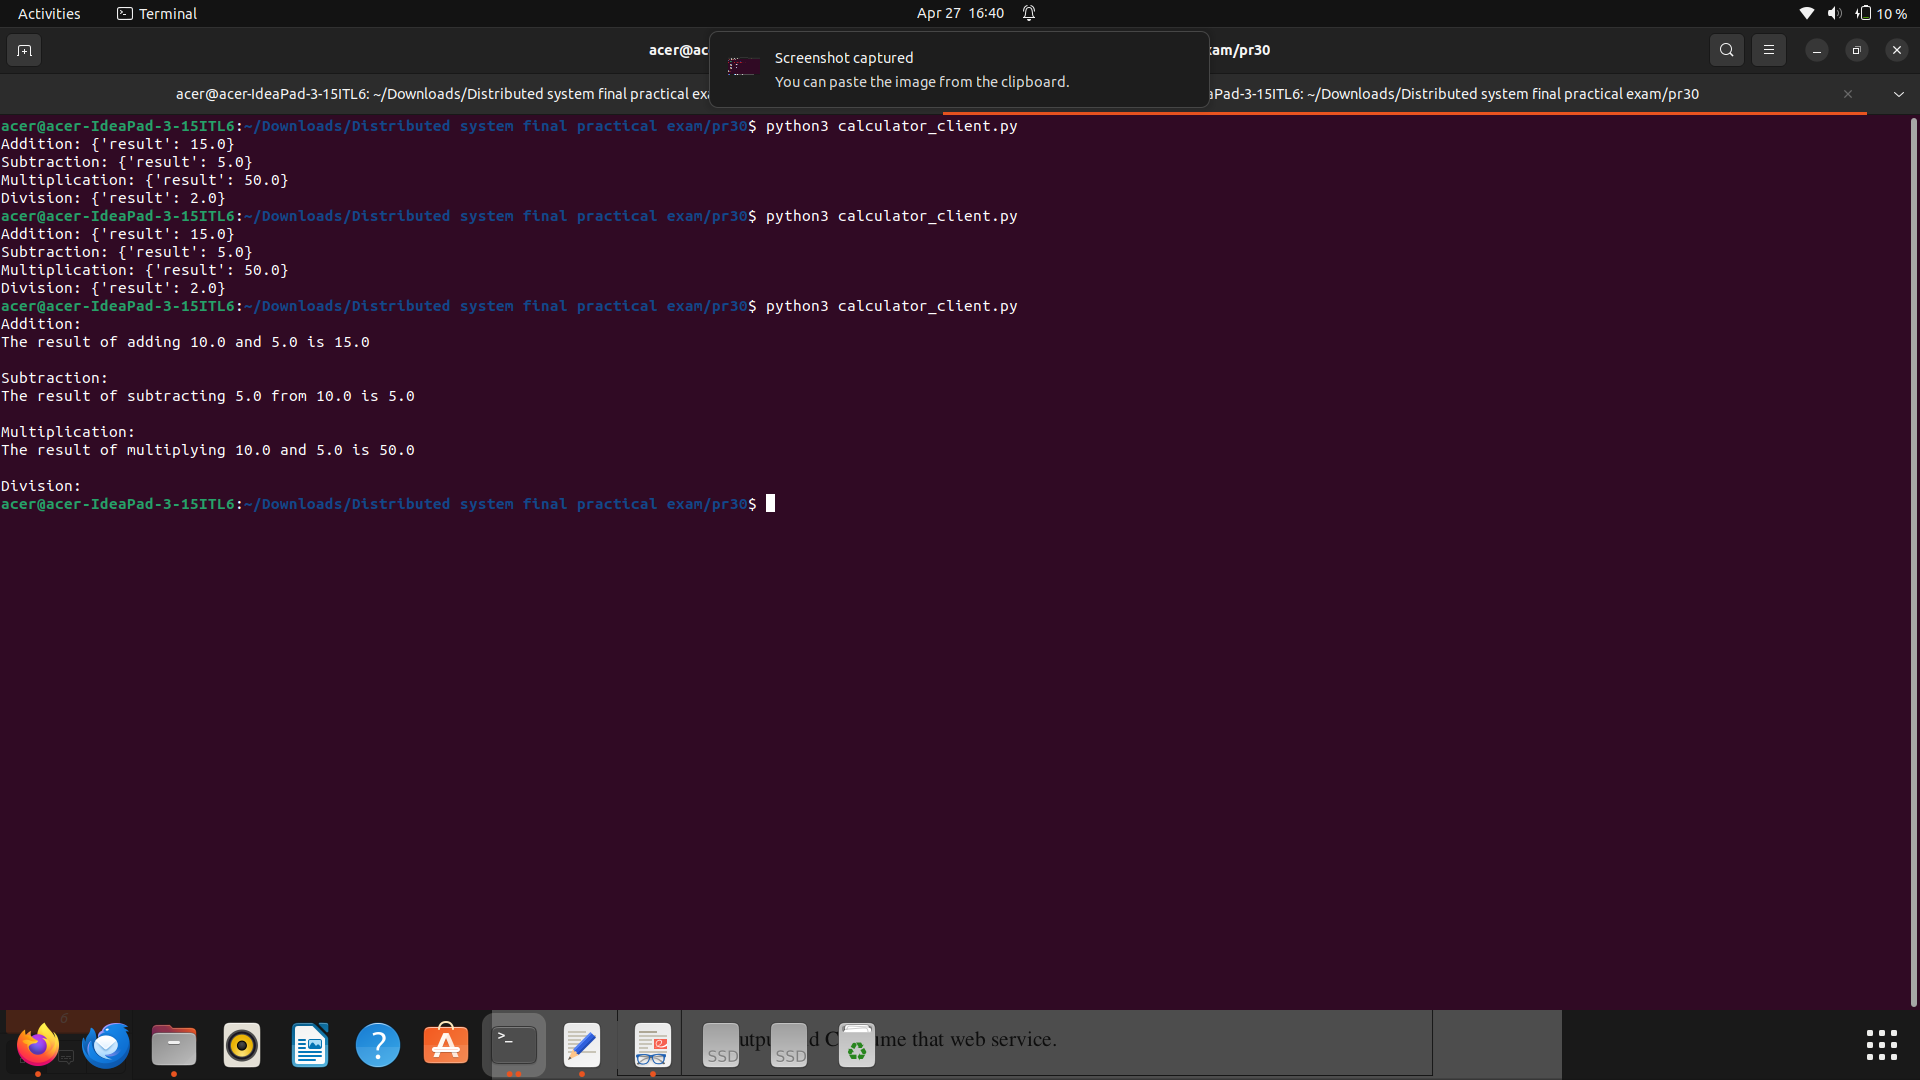 Activities
Terminal
Apr 27 16:40
10 %
acer@ac
xam/pr30
Screenshot captured
You can paste the image from the clipboard.
acer@acer-IdeaPad-3-15ITL6: ~/Downloads/Distributed system final practical exa
aPad-3-15ITL6: ~/Downloads/Distributed system final practical exam/pr30
acer@acer-IdeaPad-3-15ITL6:~/Downloads/Distributed system final practical exam/pr30$ python3 calculator_client.py
Addition: {'result': 15.0}
Subtraction: {'result': 5.0}
Multiplication: {'result': 50.0}
Division: {'result': 2.0}
acer@acer-IdeaPad-3-15ITL6:~/Downloads/Distributed system final practical exam/pr30$ python3 calculator_client.py
Addition: {'result': 15.0}
Subtraction: {'result': 5.0}
Multiplication: {'result': 50.0}
Division: {'result': 2.0}
acer@acer-IdeaPad-3-15ITL6:~/Downloads/Distributed system final practical exam/pr30$ python3 calculator_client.py
Addition:
The result of adding 10.0 and 5.0 is 15.0
Subtraction:
The result of subtracting 5.0 from 10.0 is 5.0
Multiplication:
The result of multiplying 10.0 and 5.0 is 50.0
Division:
acer@acer-IdeaPad-3-15ITL6:~/Downloads/Distributed system final practical exam/pr30$
6
SSD
SSD
that web service.